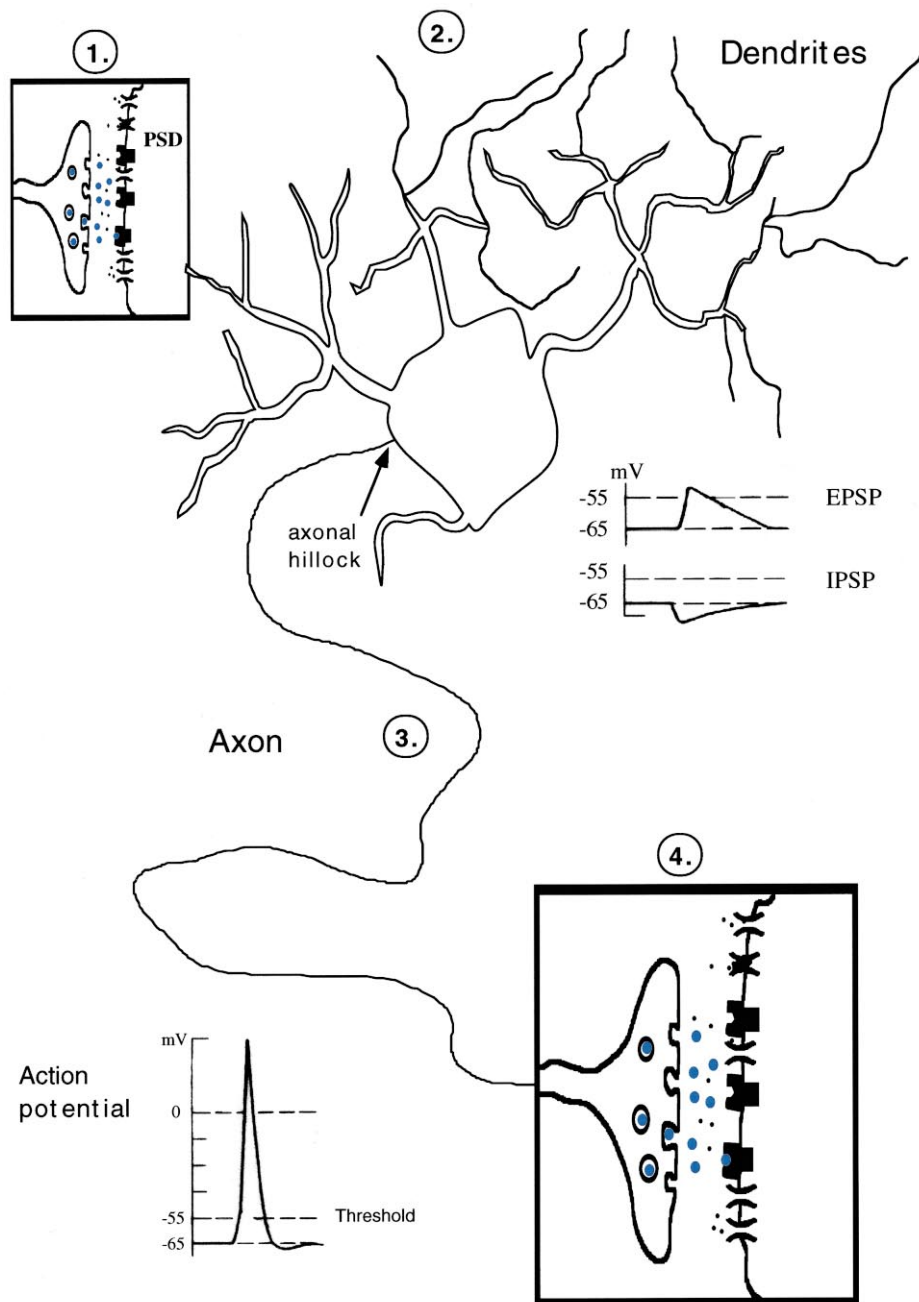 1.
2.
Dendrites
PSD
axonal
hillock
mV
-55
EPSP
-65
-55
IPSP
-65
Axon
3.
4.
mV
Action
potential
0
-55
Threshold
-65